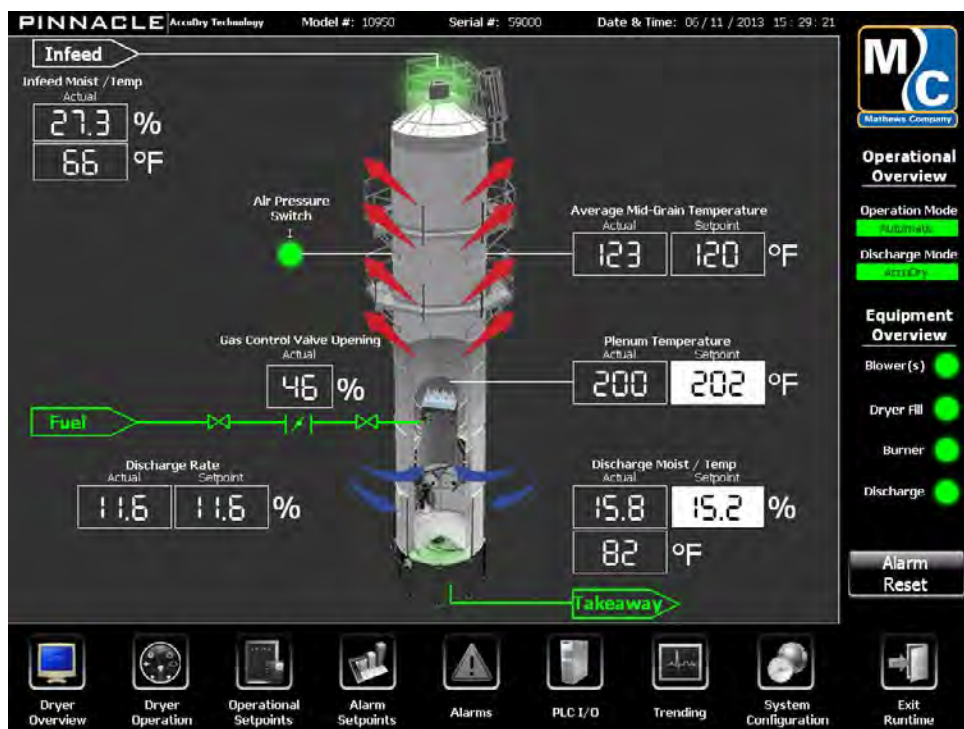 PINNACLE AccuDry Technology Model #: 10950 Serial #: 59000 Date & Time: 06/11/2013 15:29:21
Infeed
Infeed Moist / Temp
Actual
27.3 %
66 °F
Air Pressure
Switch
1
Average Mid-Grain Temperature
Actual Setpoint
123 120 °F
Gas Control Valve Opening
Actual
46 %
Plenum Temperature
Actual Setpoint
200 202 °F
Fuel
Discharge Rate
Actual Setpoint
11.6 11.6 %
Discharge Moist / Temp
Actual Setpoint
15.8 15.2 %
82 °F
Takeaway
MC
Mathews Company
Operational
Overview
Operation Mode
Automatic
Discharge Mode
AccuDry
Equipment
Overview
Blower(s)
Dryer Fill
Burner
Discharge
Alarm
Reset
Dryer
Overview
Dryer
Operation
Operational
Setpoints
Alarm
Setpoints
Alarms
PLC I/O
Trending
System
Configuration
Exit
Runtime